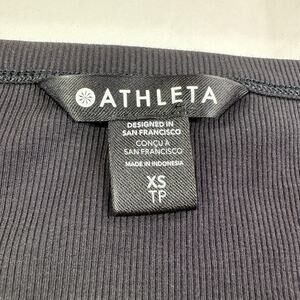 ATHLETA
DESIGNED IN
SAN FRANCISCO
CONÇU À
SAN FRANCISCO
MADE IN INDONESIA
XS
TP